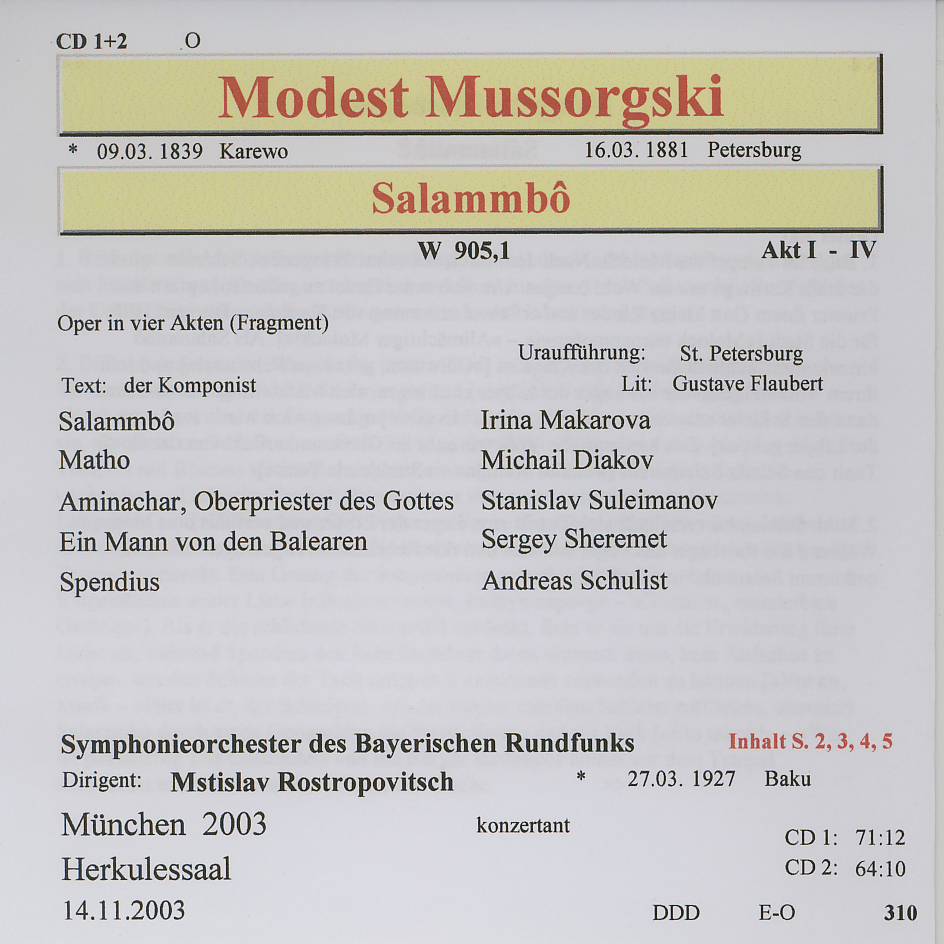 CD 1+2 O
Modest Mussorgski
* 09.03. 1839 Karewo 16.03. 1881 Petersburg
Salammbô
W 905,1 Akt I - IV
Oper in vier Akten (Fragment)
Uraufführung: St. Petersburg
Text: der Komponist Lit: Gustave Flaubert
Salammbô Irina Makarova
Matho Michail Diakov
Aminachar, Oberpriester des Gottes Stanislav Suleimanov
Ein Mann von den Balearen Sergey Sheremet
Spendius Andreas Schulist
Symphonieorchester des Bayerischen Rundfunks Inhalt S. 2, 3, 4, 5
Dirigent: Mstislav Rostropovitsch * 27.03. 1927 Baku
München 2003 konzertant
CD 1: 71:12
Herkulessaal
CD 2: 64:10
14.11.2003 DDD E-O 310